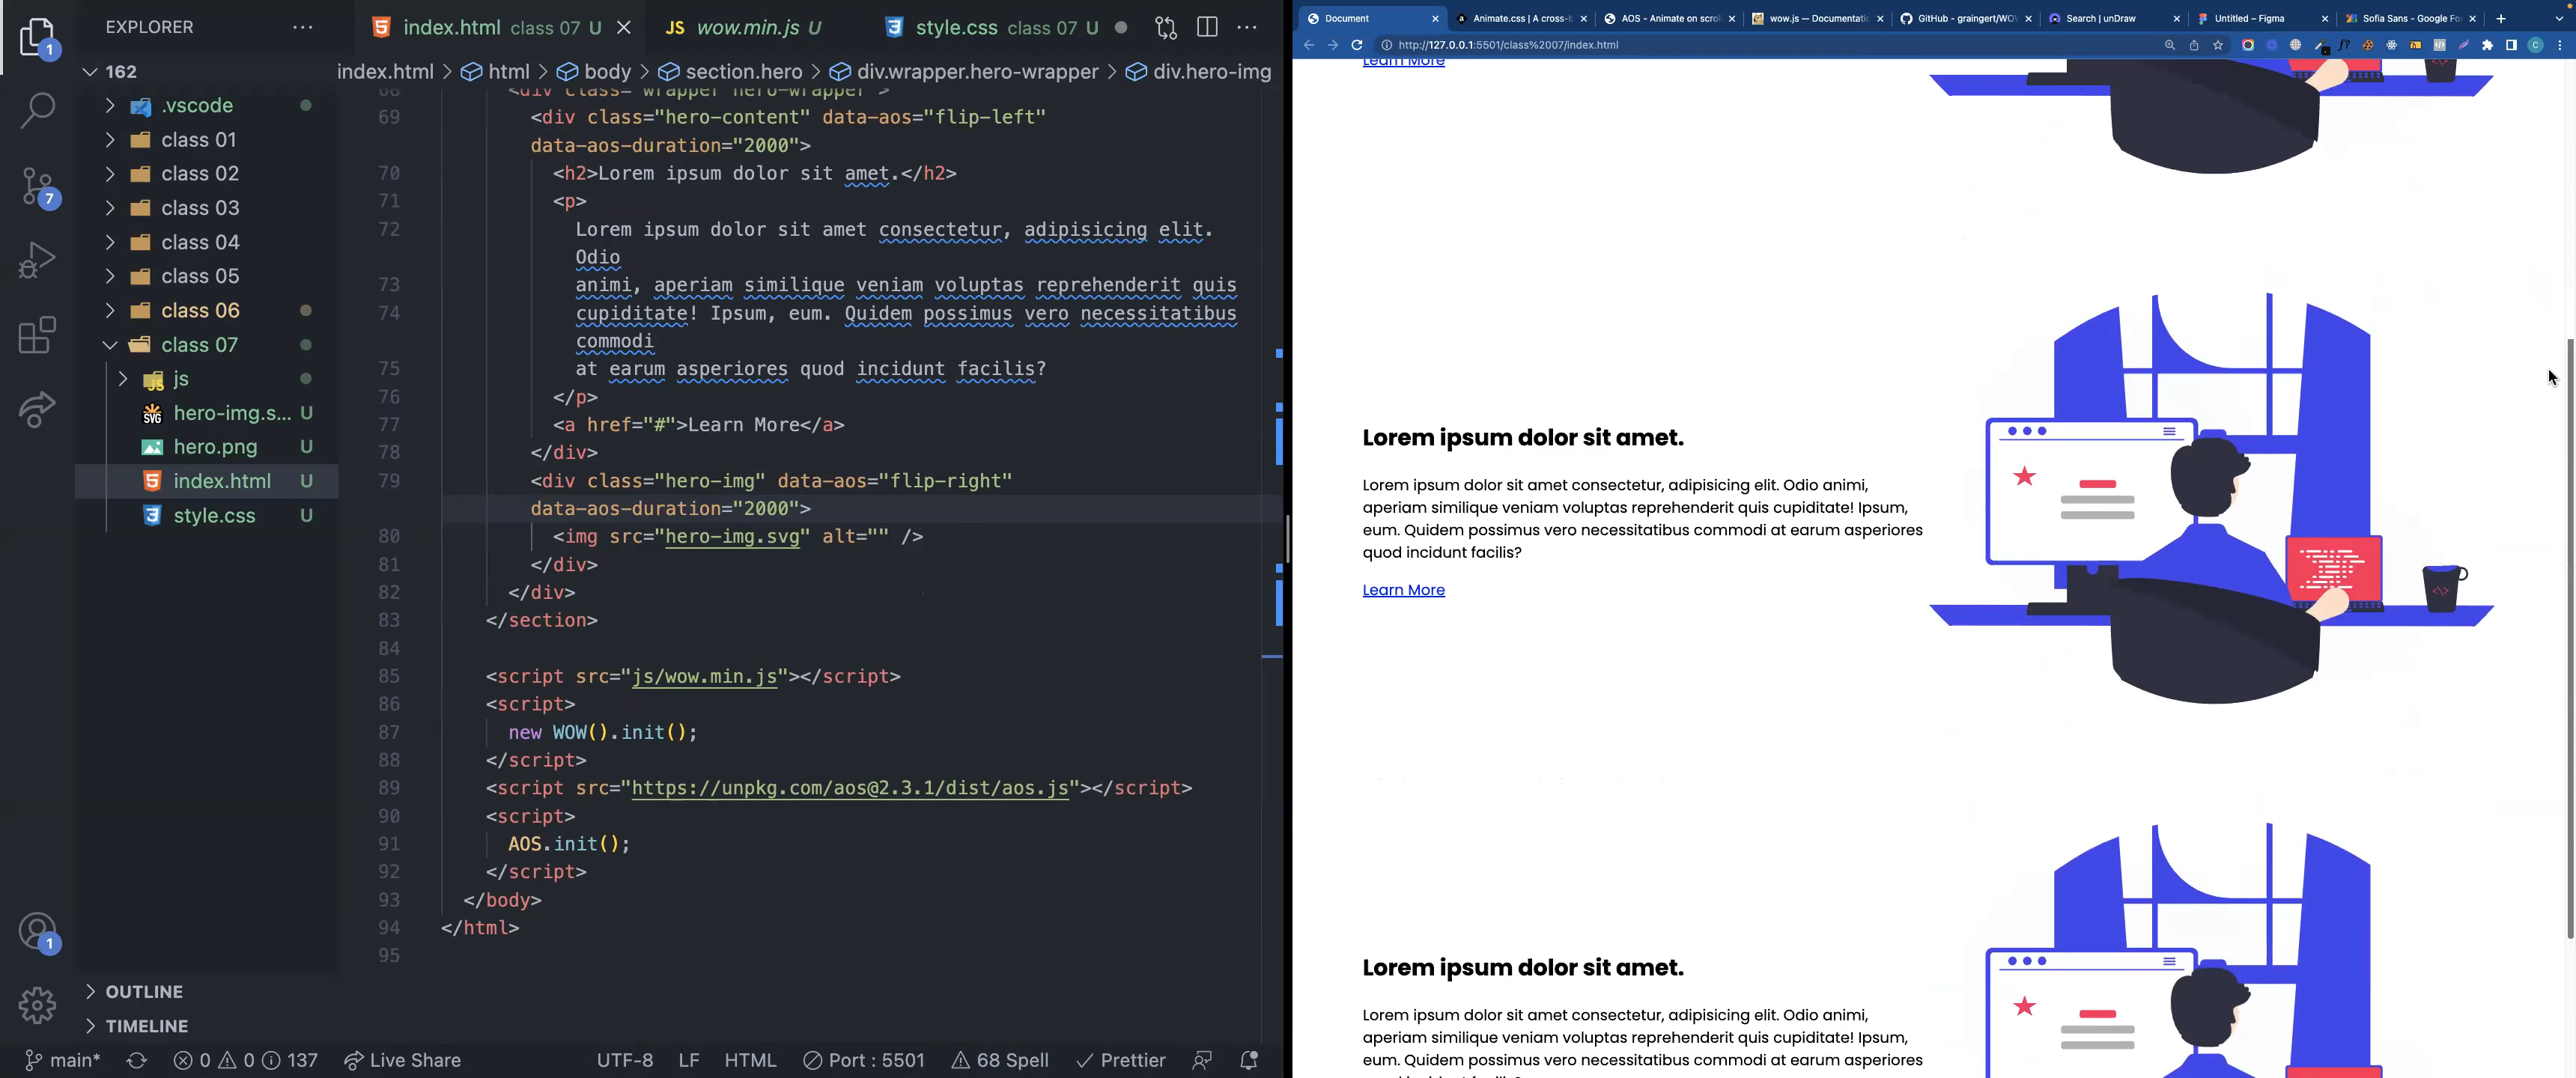 EXPLORER
index.html class 07 U
wow.min.js U
style.css class 07 U
162
index.html > html > body > section.hero > div.wrapper.hero-wrapper > div.hero-img
.vscode
class 01
class 02
class 03
class 04
class 05
class 06
class 07
js
hero-img.s... U
hero.png U
index.html U
style.css U
OUTLINE
TIMELINE
68 <div class="wrapper hero-wrapper">
69 <div class="hero-content" data-aos="flip-left"
data-aos-duration="2000">
70 <h2>Lorem ipsum dolor sit amet.</h2>
71 <p>
72 Lorem ipsum dolor sit amet consectetur, adipisicing elit.
Odio
73 animi, aperiam similique veniam voluptas reprehenderit quis
74 cupiditate! Ipsum, eum. Quidem possimus vero necessitatibus
commodi
75 at earum asperiores quod incidunt facilis?
76 </p>
77 <a href="#">Learn More</a>
78 </div>
79 <div class="hero-img" data-aos="flip-right"
data-aos-duration="2000">
80 <img src="hero-img.svg" alt="" />
81 </div>
82 </div>
83 </section>
84
85 <script src="js/wow.min.js"></script>
86 <script>
87 new WOW().init();
88 </script>
89 <script src="https://unpkg.com/aos@2.3.1/dist/aos.js"></script>
90 <script>
91 AOS.init();
92 </script>
93 </body>
94 </html>
95
1
7
1
main* 0 0 137 Live Share UTF-8 LF HTML Port : 5501 68 Spell Prettier
Document
Animate.css | A cross-b
AOS - Animate on scrol
wow.js — Documentatio
GitHub - graingert/WOW
Search | unDraw
Untitled – Figma
Sofia Sans - Google Fo
http://127.0.0.1:5501/class%2007/index.html
Learn More
Lorem ipsum dolor sit amet.
Lorem ipsum dolor sit amet consectetur, adipisicing elit. Odio animi,
aperiam similique veniam voluptas reprehenderit quis cupiditate! Ipsum,
eum. Quidem possimus vero necessitatibus commodi at earum asperiores
quod incidunt facilis?
Learn More
Lorem ipsum dolor sit amet.
Lorem ipsum dolor sit amet consectetur, adipisicing elit. Odio animi,
aperiam similique veniam voluptas reprehenderit quis cupiditate! Ipsum,
eum. Quidem possimus vero necessitatibus commodi at earum asperiores